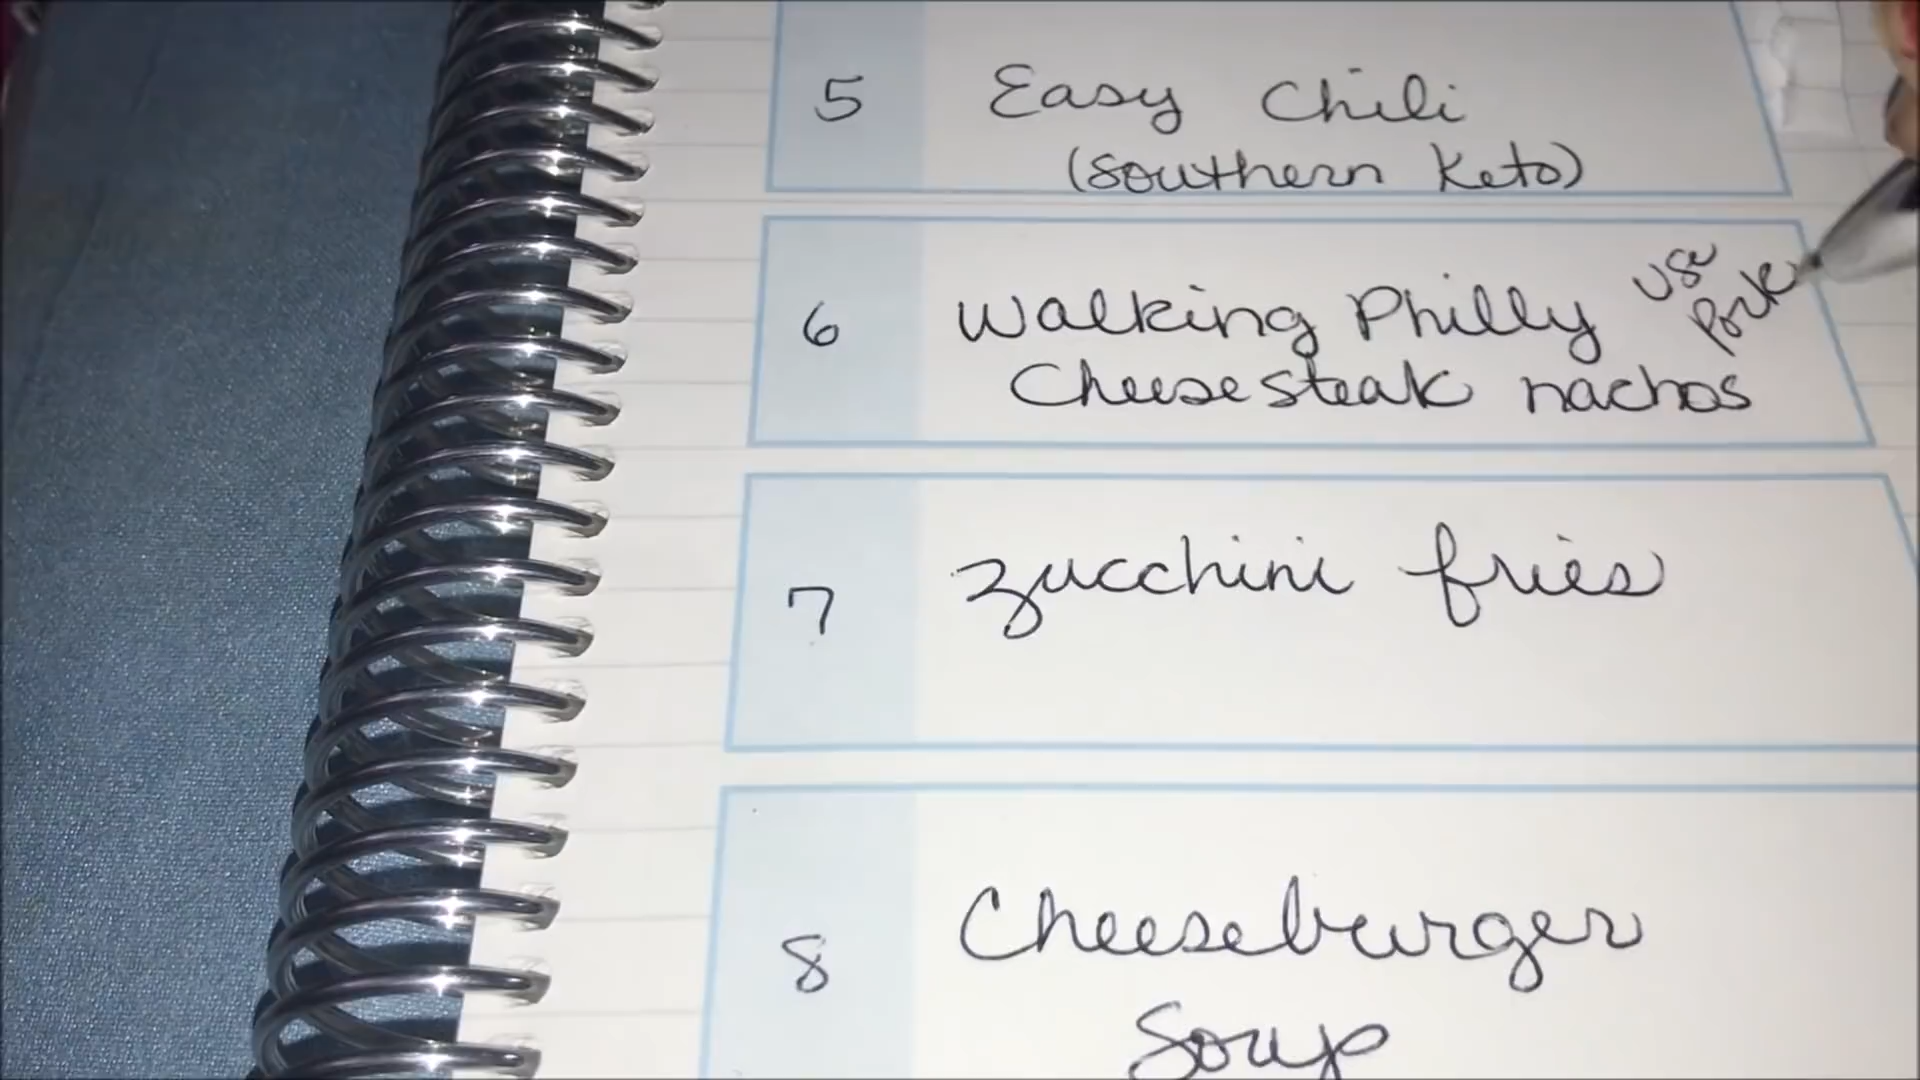 5 Easy Chili
(Southern Keto)
6 Walking Philly
Cheesesteak nachos
use
Pork
7 Zucchini fries
8 Cheeseburger
Soup